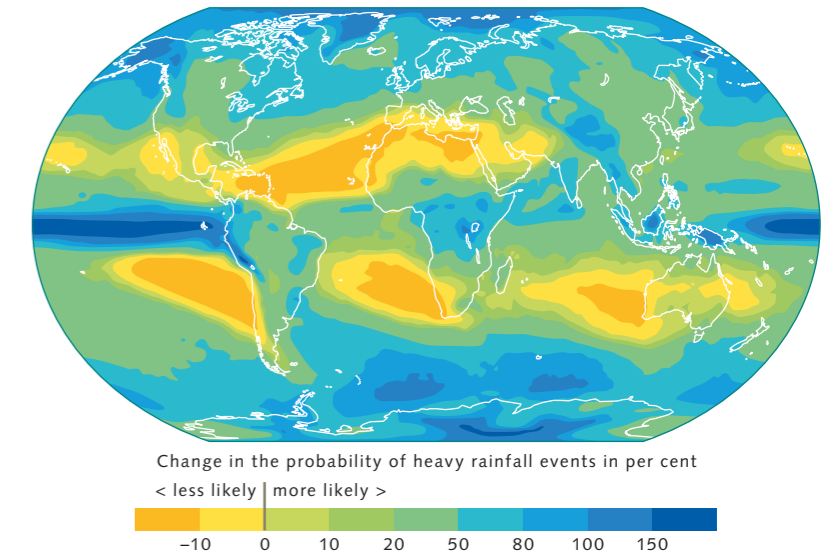 Change in the probability of heavy rainfall events in per cent
< less likely more likely >
−10 0 10 20 50 80 100 150